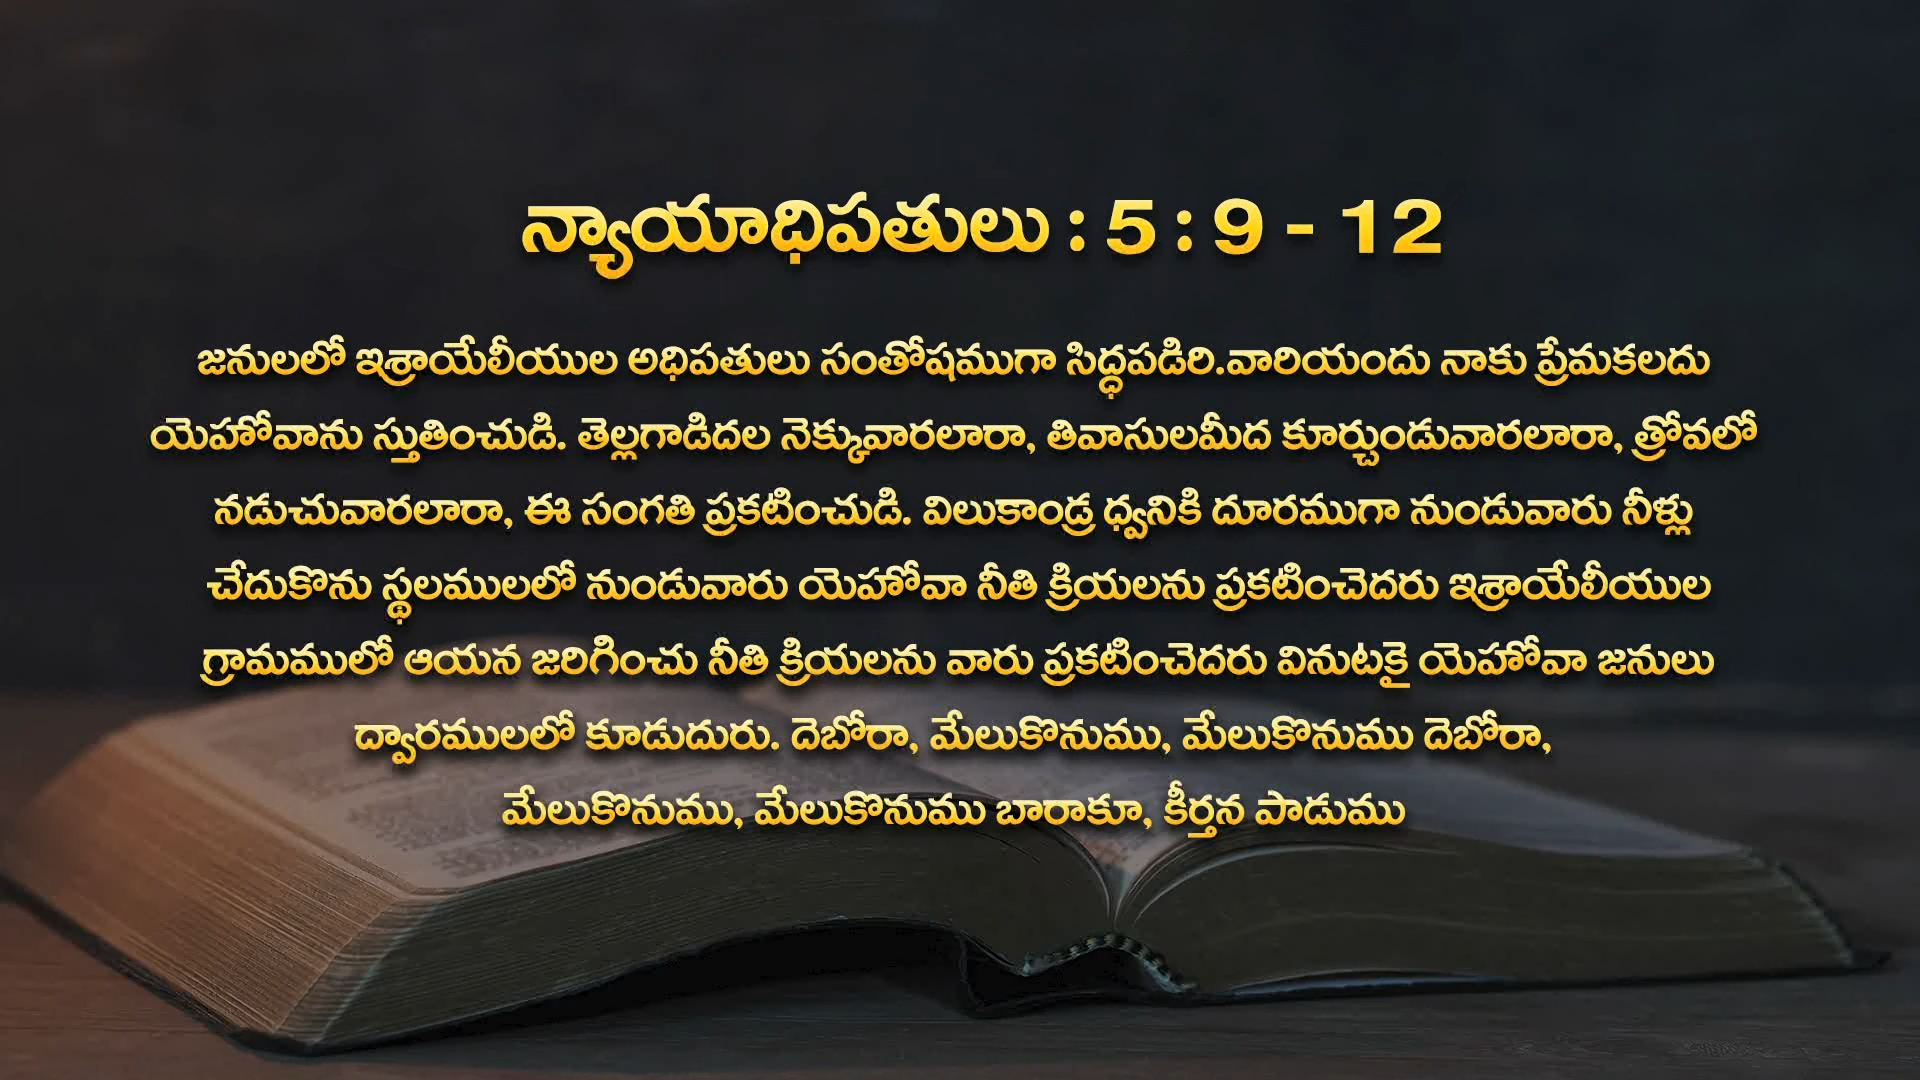 న్యాయాధిపతులు : 5 : 9 - 12
జనులలో ఇశ్రాయేలీయుల అధిపతులు సంతోషముగా సిద్ధపడిరి.వారియందు నాకు ప్రేమకలదు
యెహోవాను స్తుతించుడి. తెల్లగాడిదల నెక్కువారలారా, తివాసులమీద కూర్చుండువారలారా, త్రోవలో
నడుచువారలారా, ఈ సంగతి ప్రకటించుడి. విలుకాండ్ర ధ్వనికి దూరముగా నుండువారు నీళ్లు
చేదుకొను స్థలములలో నుండువారు యెహోవా నీతి క్రియలను ప్రకటించెదరు ఇశ్రాయేలీయుల
గ్రామములో ఆయన జరిగించు నీతి క్రియలను వారు ప్రకటించెదరు వినుటకై యెహోవా జనులు
ద్వారములలో కూడుదురు. దెబోరా, మేలుకొనుము, మేలుకొనుము దెబోరా,
మేలుకొనుము, మేలుకొనుము బారాకూ, కీర్తన పాడుము